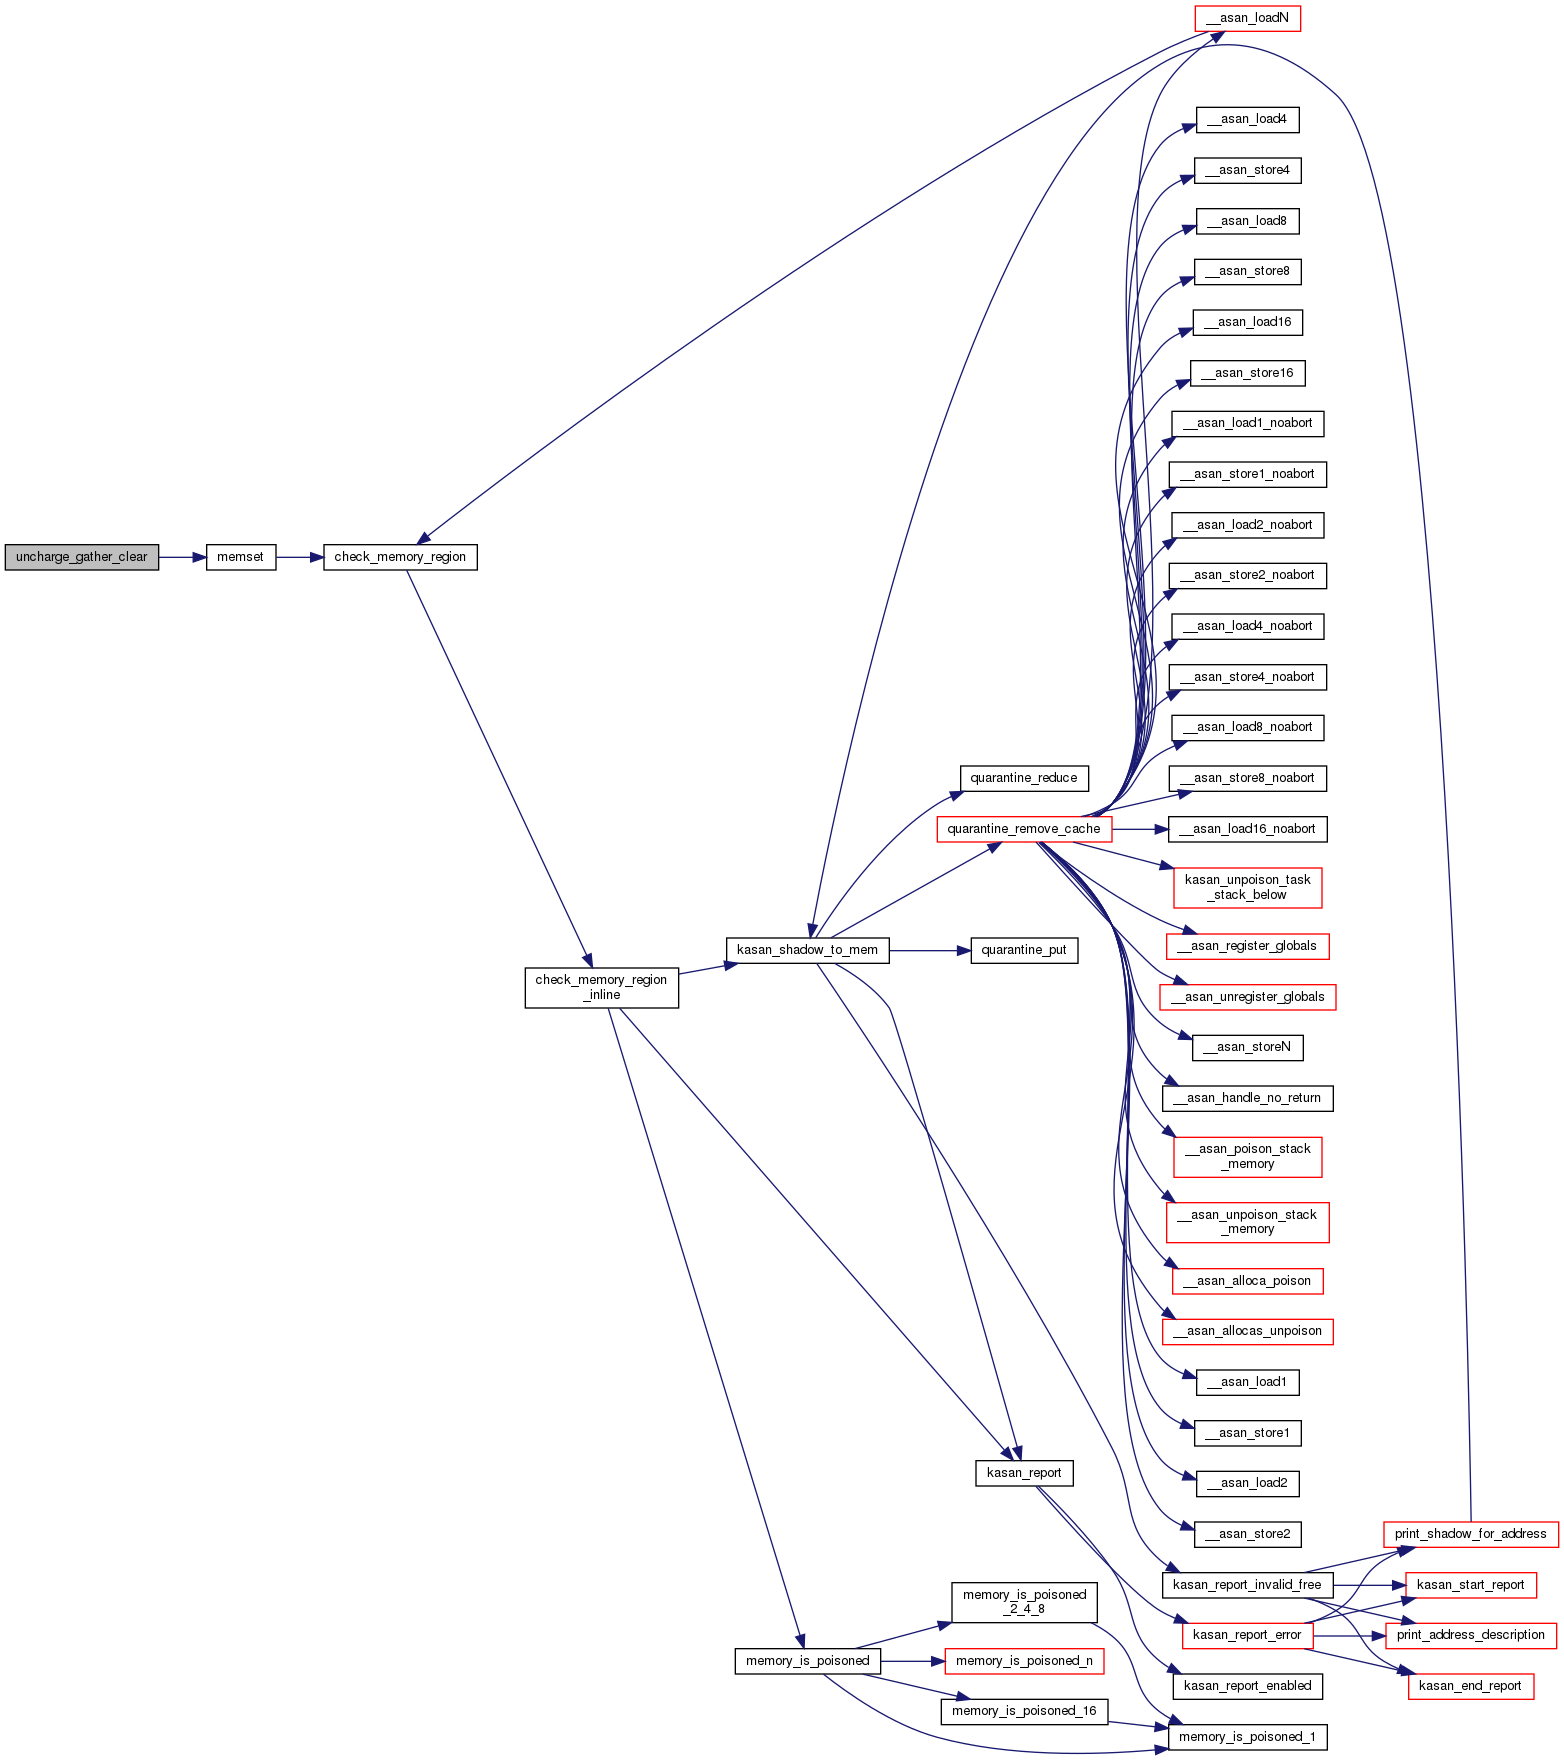 __asan_loadN
__asan_load4
__asan_store4
__asan_load8
__asan_store8
__asan_load16
__asan_store16
__asan_load1_noabort
__asan_store1_noabort
__asan_load2_noabort
uncharge_gather_clear
memset
check_memory_region
__asan_store2_noabort
__asan_load4_noabort
__asan_store4_noabort
__asan_load8_noabort
quarantine_reduce
__asan_store8_noabort
quarantine_remove_cache
__asan_load16_noabort
kasan_unpoison_task
_stack_below
kasan_shadow_to_mem
quarantine_put
__asan_register_globals
check_memory_region
_inline
__asan_unregister_globals
__asan_storeN
__asan_handle_no_return
__asan_poison_stack
_memory
__asan_unpoison_stack
_memory
__asan_alloca_poison
__asan_allocas_unpoison
__asan_load1
__asan_store1
kasan_report
__asan_load2
__asan_store2
print_shadow_for_address
kasan_report_invalid_free
kasan_start_report
memory_is_poisoned
_2_4_8
kasan_report_error
print_address_description
memory_is_poisoned
memory_is_poisoned_n
kasan_report_enabled
kasan_end_report
memory_is_poisoned_16
memory_is_poisoned_1